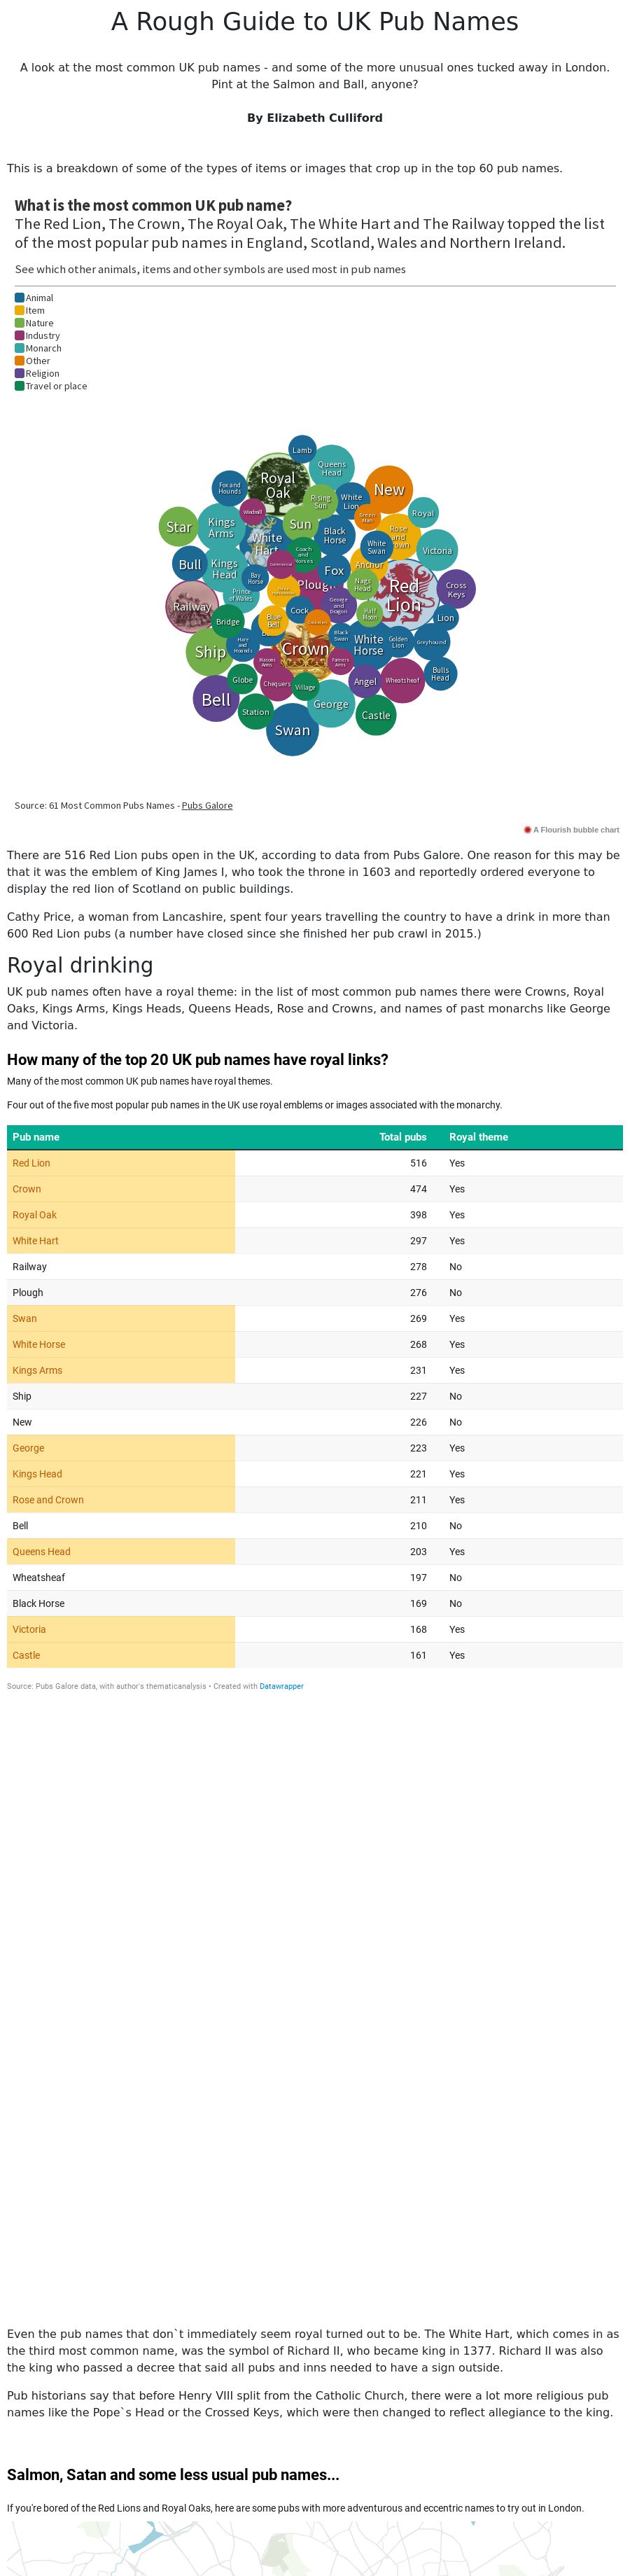 A Rough Guide to UK Pub Names
A look at the most common UK pub names - and some of the more unusual ones tucked away in London.
Pint at the Salmon and Ball, anyone?
By Elizabeth Culliford
This is a breakdown of some of the types of items or images that crop up in the top 60 pub names.
What is the most common UK pub name?
The Red Lion, The Crown, The Royal Oak, The White Hart and The Railway topped the list
of the most popular pub names in England, Scotland, Wales and Northern Ireland.
See which other animals, items and other symbols are used most in pub names
Animal
Item
Nature
Industry
Monarch
Other
Religion
Travel or place
Lamb
Queens
Head
Royal
Oak
Fox and
Hounds
New
Rising
Sun
White
Lion
Windmill
Green
Man
Royal
Star
Kings
Arms
Sun
Black
Horse
Rose
and
Crown
White
Hart
White
Swan
Victoria
Coach
and
Horses
Bull
Kings
Head
Commercial
Fox
Anchor
Bay
Horse
Plough
Nags
Head
Red
Lion
Cross
Keys
Prince
of Wales
Railway
Cock
George
and
Dragon
Half
Moon
Lion
Bridge
Blue
Bell
Black
Swan
White
Horse
Golden
Lion
Greyhound
Hare
and
Hounds
Crown
Ship
Masons
Arms
Farmers
Arms
Bulls
Head
Globe
Chequers
Village
Angel
Wheatsheaf
Bell
George
Station
Castle
Swan
Source: 61 Most Common Pubs Names - Pubs Galore
A Flourish bubble chart
There are 516 Red Lion pubs open in the UK, according to data from Pubs Galore. One reason for this may be
that it was the emblem of King James I, who took the throne in 1603 and reportedly ordered everyone to
display the red lion of Scotland on public buildings.
Cathy Price, a woman from Lancashire, spent four years travelling the country to have a drink in more than
600 Red Lion pubs (a number have closed since she finished her pub crawl in 2015.)
Royal drinking
UK pub names often have a royal theme: in the list of most common pub names there were Crowns, Royal
Oaks, Kings Arms, Kings Heads, Queens Heads, Rose and Crowns, and names of past monarchs like George
and Victoria.
How many of the top 20 UK pub names have royal links?
Many of the most common UK pub names have royal themes.
Four out of the five most popular pub names in the UK use royal emblems or images associated with the monarchy.
Pub name Total pubs Royal theme
Red Lion 516 Yes
Crown 474 Yes
Royal Oak 398 Yes
White Hart 297 Yes
Railway 278 No
Plough 276 No
Swan 269 Yes
White Horse 268 Yes
Kings Arms 231 Yes
Ship 227 No
New 226 No
George 223 Yes
Kings Head 221 Yes
Rose and Crown 211 Yes
Bell 210 No
Queens Head 203 Yes
Wheatsheaf 197 No
Black Horse 169 No
Victoria 168 Yes
Castle 161 Yes
Source: Pubs Galore data, with author's thematicanalysis • Created with Datawrapper
Even the pub names that don`t immediately seem royal turned out to be. The White Hart, which comes in as
the third most common name, was the symbol of Richard II, who became king in 1377. Richard II was also
the king who passed a decree that said all pubs and inns needed to have a sign outside.
Pub historians say that before Henry VIII split from the Catholic Church, there were a lot more religious pub
names like the Pope`s Head or the Crossed Keys, which were then changed to reflect allegiance to the king.
Salmon, Satan and some less usual pub names...
If you're bored of the Red Lions and Royal Oaks, here are some pubs with more adventurous and eccentric names to try out in London.